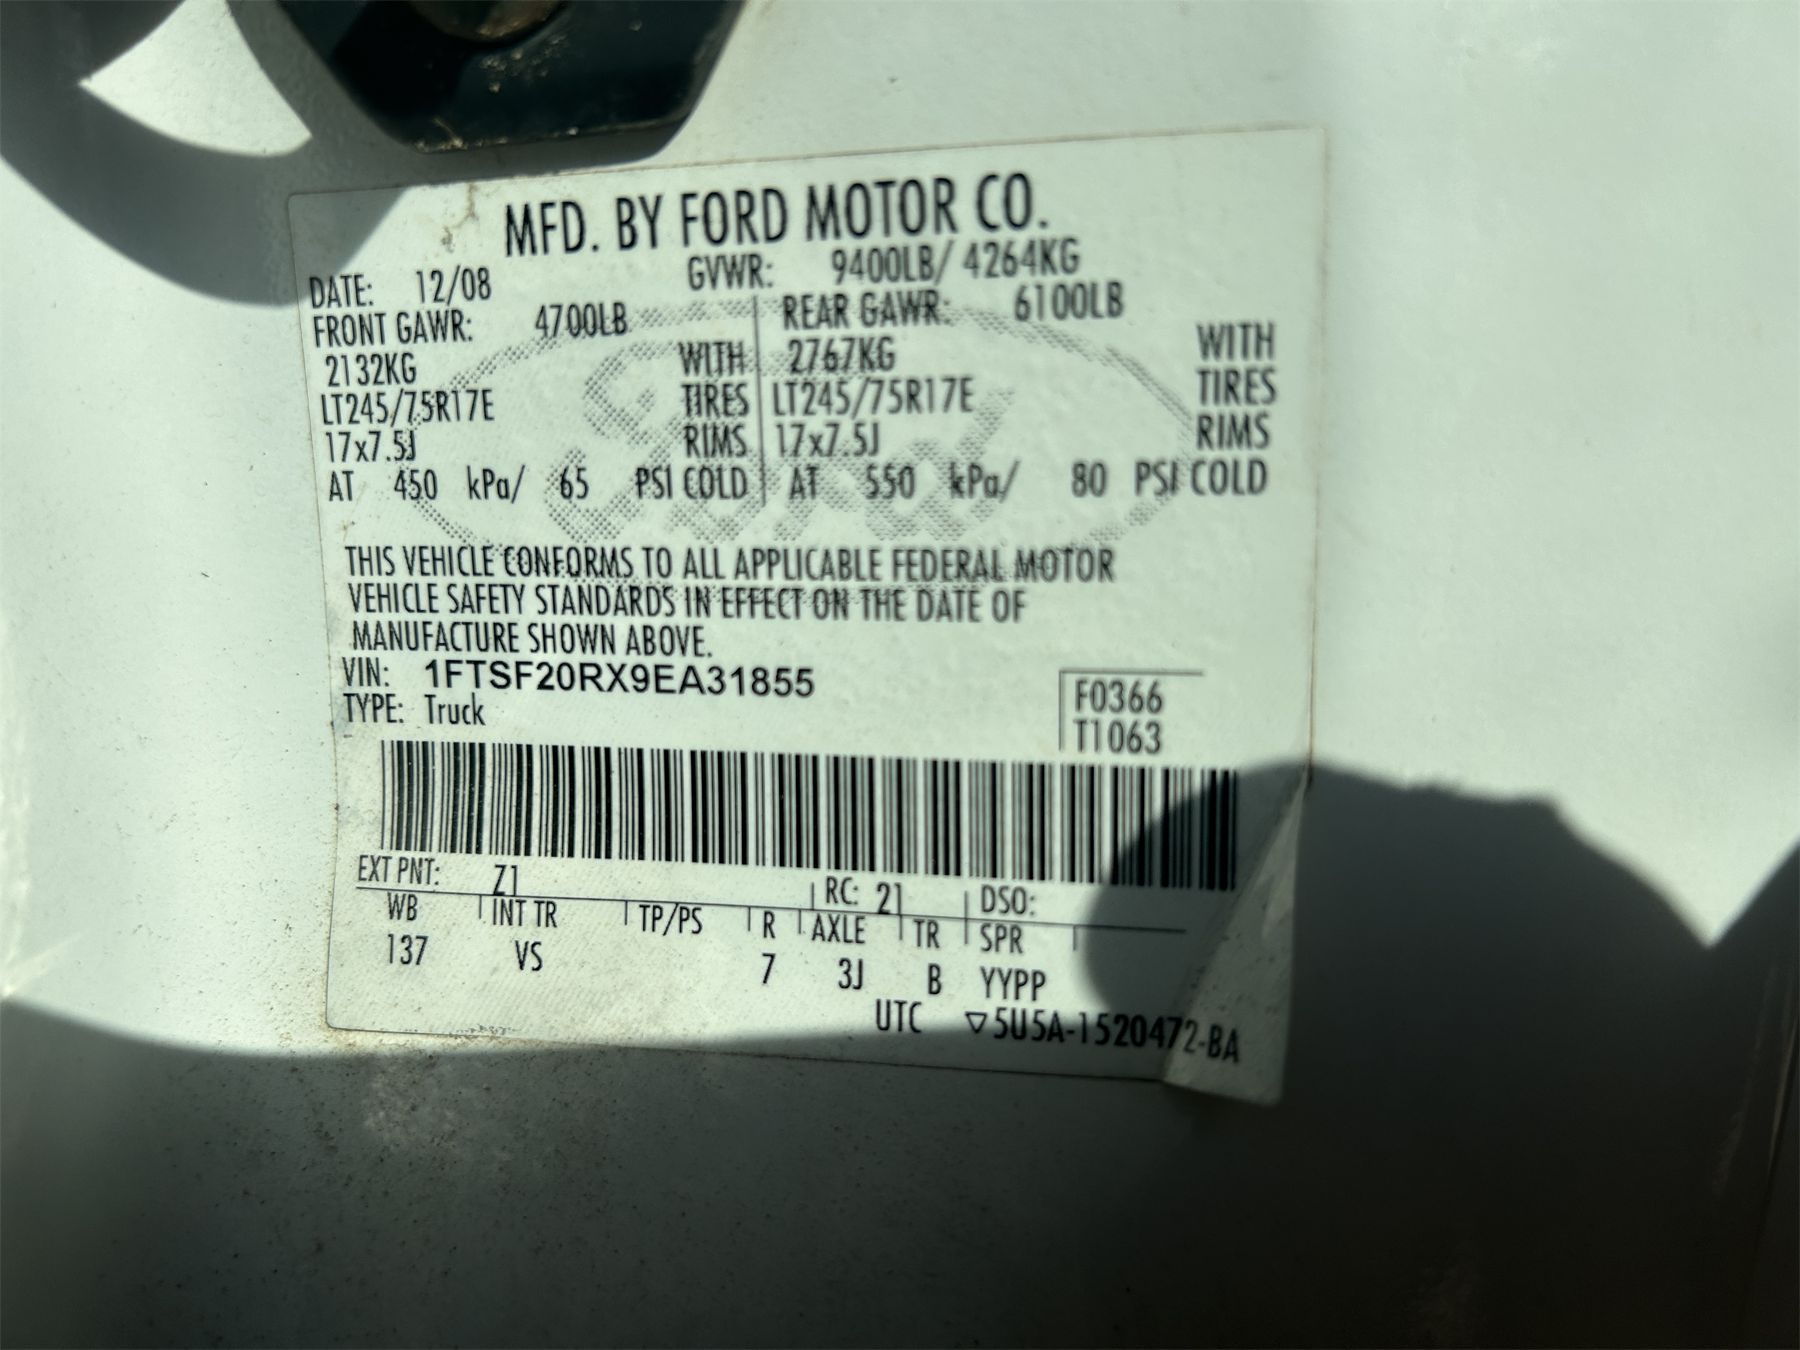 MFD. BY FORD MOTOR CO.
DATE: 12/08 GVWR: 9400LB/ 4264KG
FRONT GAWR: 4700LB REAR GAWR: 6100LB
2132KG WITH 2767KG WITH
LT245/75R17E TIRES LT245/75R17E TIRES
17x7.5J RIMS 17x7.5J RIMS
AT 450 kPa/ 65 PSI COLD AT 550 kPa/ 80 PSI COLD
Ford
THIS VEHICLE CONFORMS TO ALL APPLICABLE FEDERAL MOTOR
VEHICLE SAFETY STANDARDS IN EFFECT ON THE DATE OF
MANUFACTURE SHOWN ABOVE.
VIN: 1FTSF20RX9EA31855 F0366
TYPE: Truck T1063
EXT PNT: Z1 RC: 21 DSO:
WB INT TR TP/PS R AXLE TR SPR
137 VS 7 3J B YYPP
UTC ▽5U5A-1520472-BA